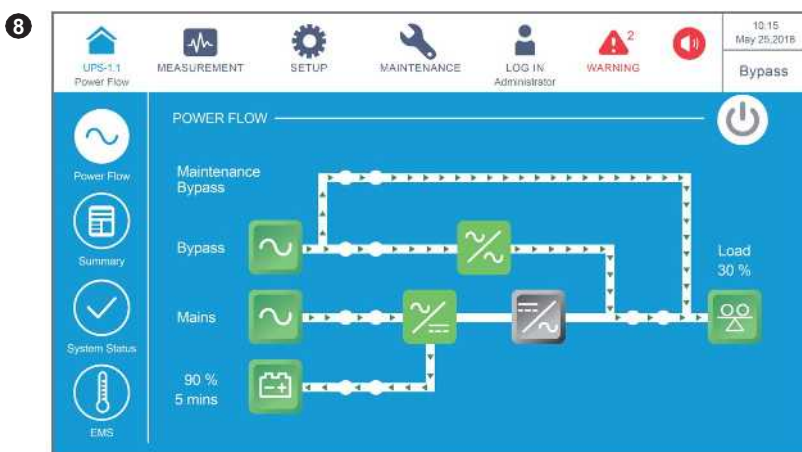 8
10:15
May 25,2018
UPS-1.1
Power Flow
MEASUREMENT
SETUP
MAINTENANCE
LOG IN
Administrator
2
WARNING
Bypass
POWER FLOW
Power Flow
Maintenance
Bypass
Bypass
Summary
Load
30 %
Mains
System Status
90 %
5 mins
EMS